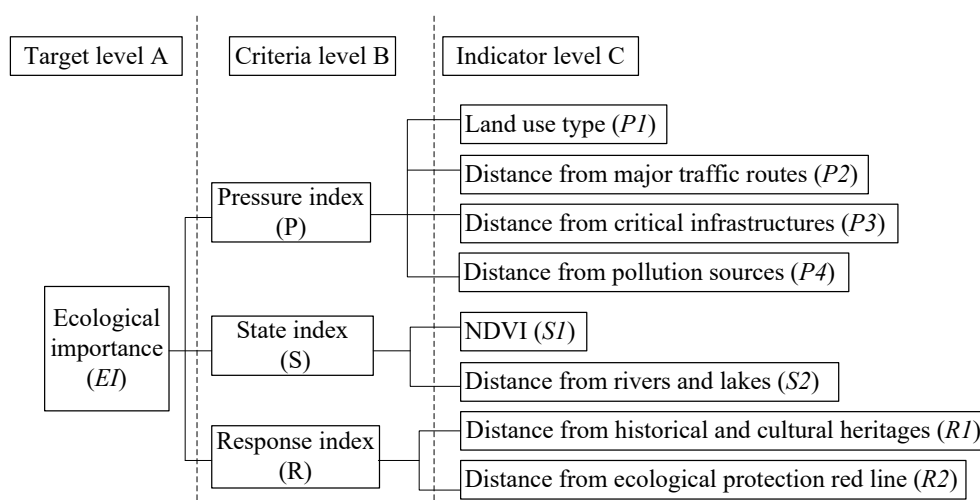 Target level A
Criteria level B
Indicator level C
Ecological
importance
(EI)
Pressure index
(P)
State index
(S)
Response index
(R)
Land use type (P1)
Distance from major traffic routes (P2)
Distance from critical infrastructures (P3)
Distance from pollution sources (P4)
NDVI (S1)
Distance from rivers and lakes (S2)
Distance from historical and cultural heritages (R1)
Distance from ecological protection red line (R2)